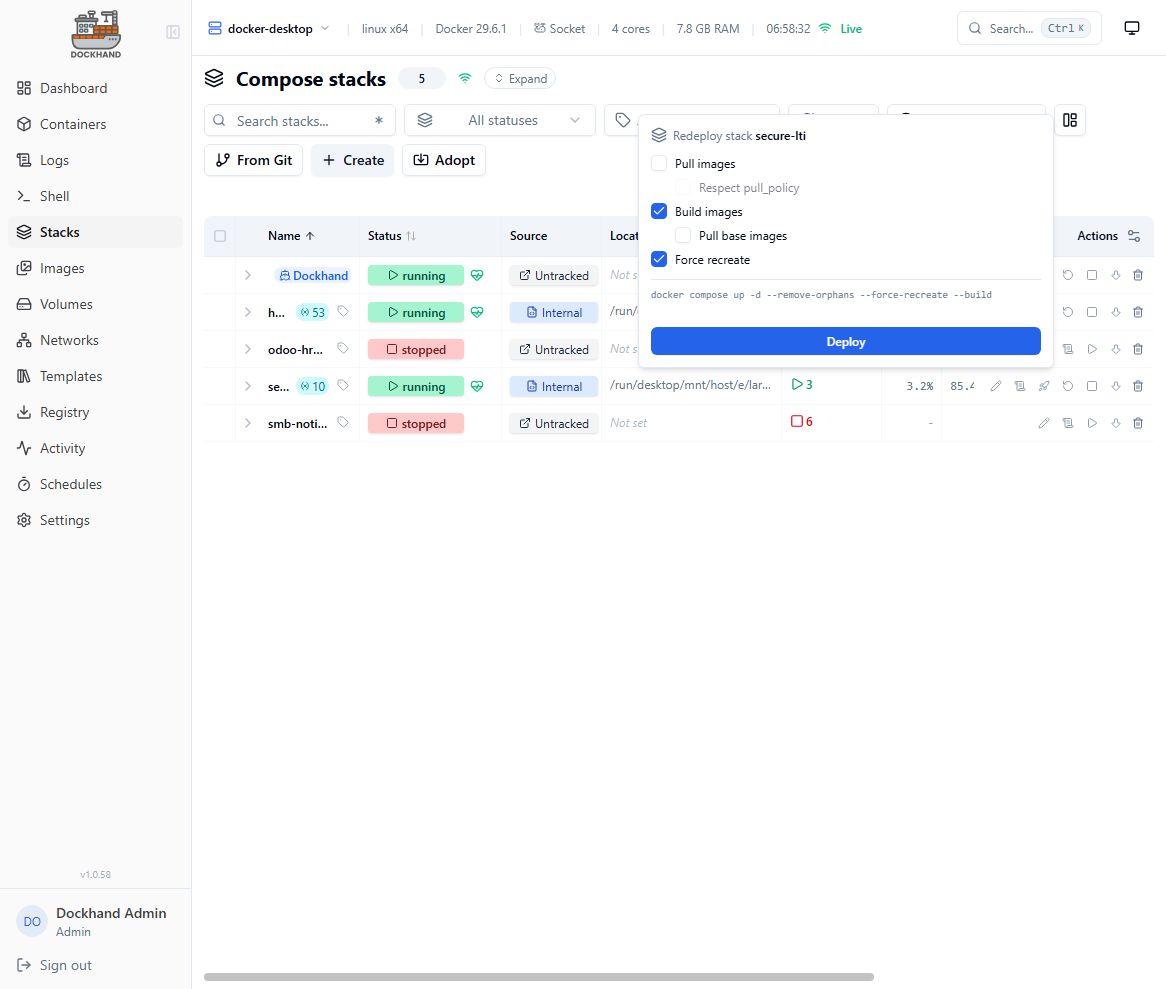 DOCKHAND
Dashboard
Containers
Logs
Shell
Stacks
Images
Volumes
Networks
Templates
Registry
Activity
Schedules
Settings
v1.0.58
DO
Dockhand Admin
Admin
Sign out
docker-desktop
linux x64
Docker 29.6.1
Socket
4 cores
7.8 GB RAM
06:58:32
Live
Search...
Ctrl K
Compose stacks
5
Expand
Search stacks...
*
All statuses
From Git
Create
Adopt
Redeploy stack secure-lti
Pull images
Respect pull_policy
Build images
Pull base images
Force recreate
docker compose up -d --remove-orphans --force-recreate --build
Deploy
Name
Status
Source
Locat
Actions
Dockhand
running
Untracked
Not s
h...
53
running
Internal
/run/
odoo-hr...
stopped
Untracked
Not s
se...
10
running
Internal
/run/desktop/mnt/host/e/lar...
3
3.2%
85.4
smb-noti...
stopped
Untracked
Not set
6
-